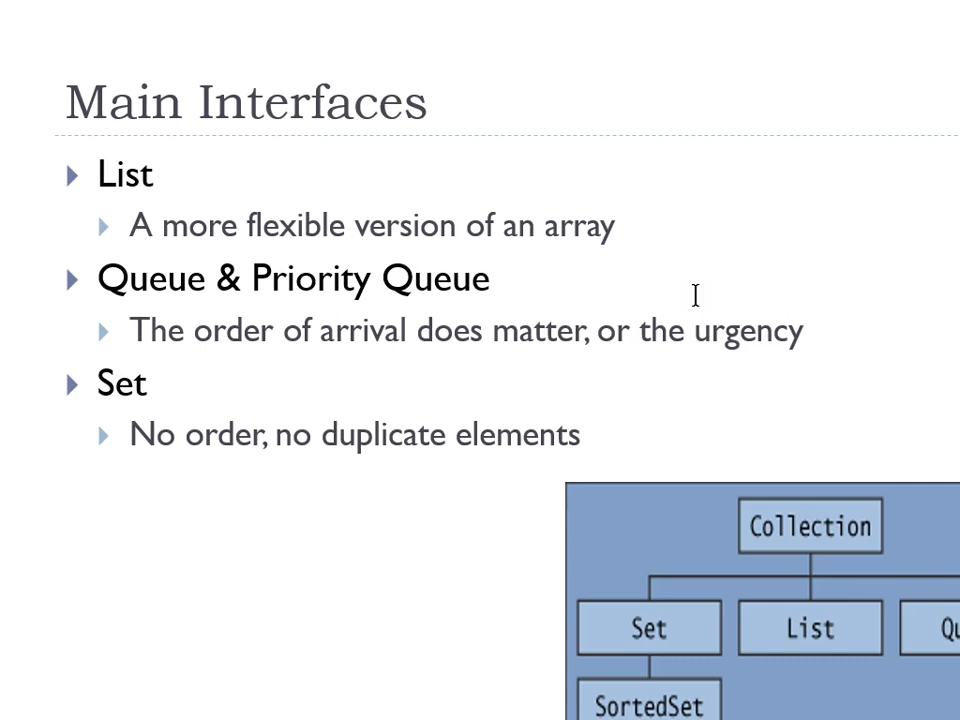 Main Interfaces
List
A more flexible version of an array
Queue & Priority Queue
The order of arrival does matter, or the urgency
Set
No order, no duplicate elements
Collection
Set
List
SortedSet